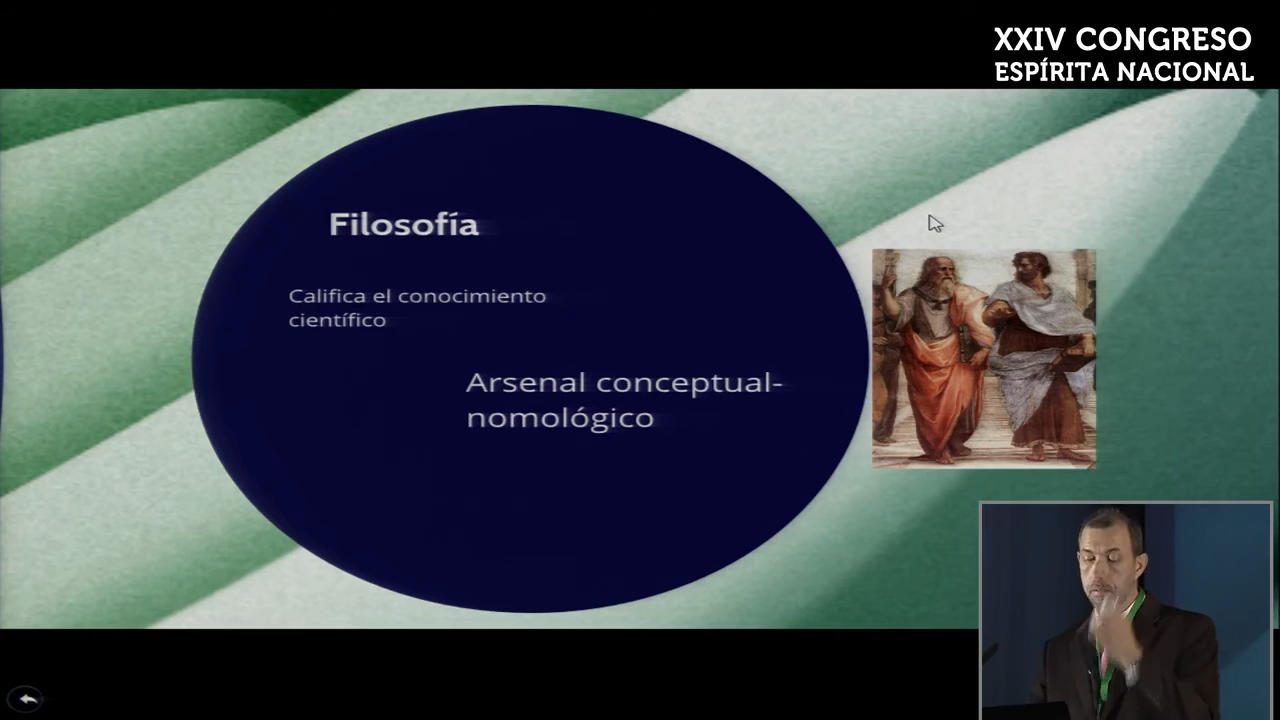 XXIV CONGRESO
ESPÍRITA NACIONAL
Filosofía
Califica el conocimiento
científico
Arsenal conceptual-
nomológico